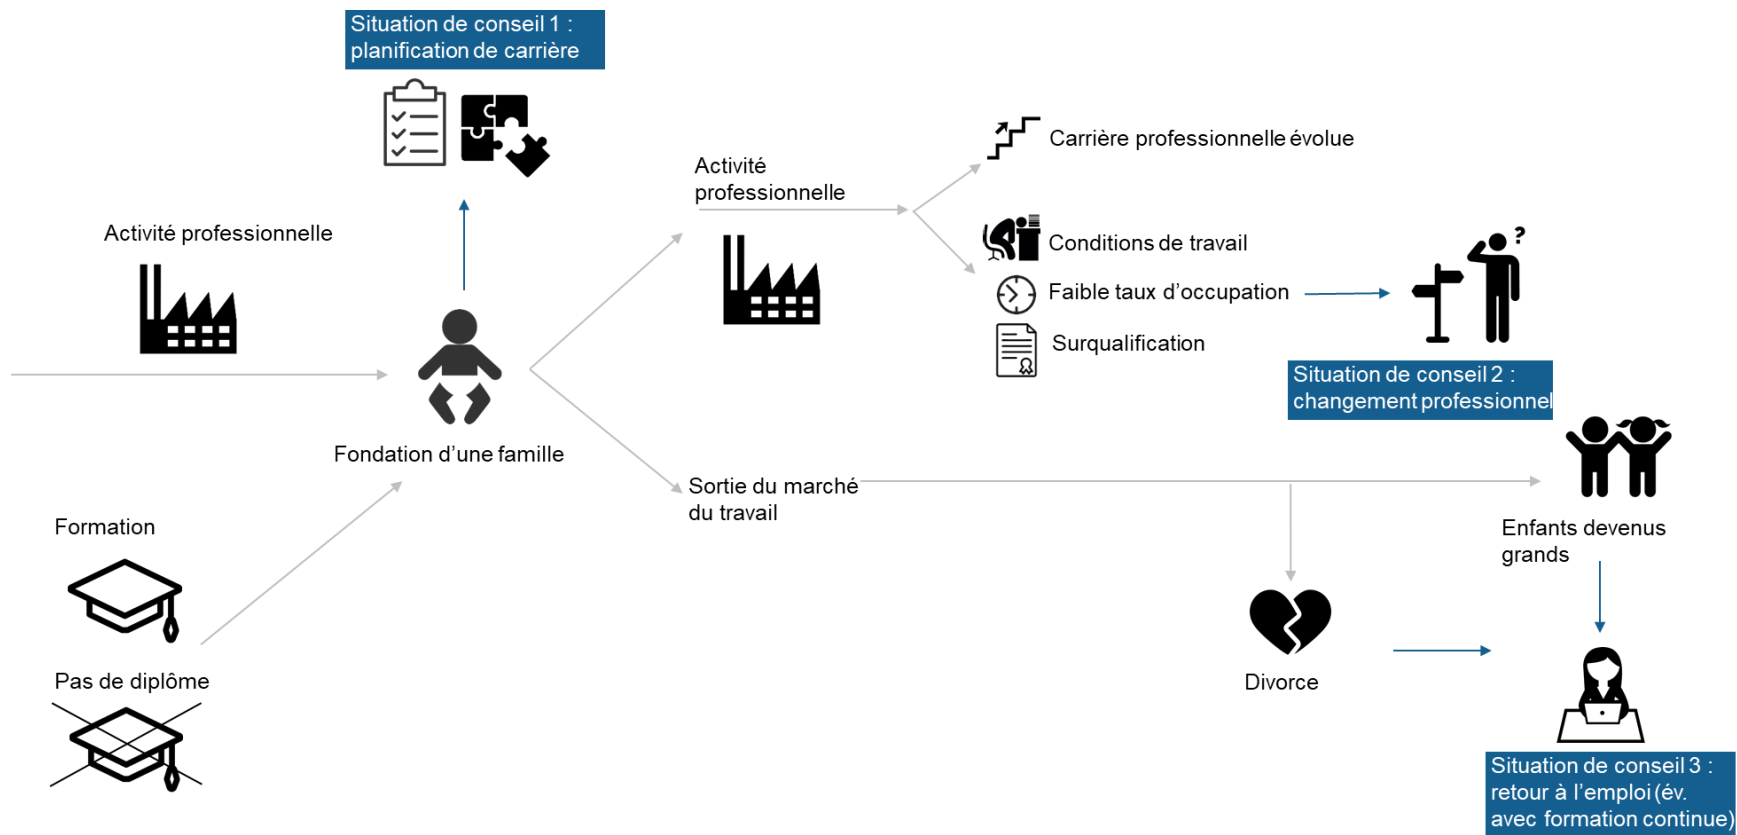 Situation de conseil 1 :
planification de carrière
Activité professionnelle
Activité
professionnelle
Carrière professionnelle évolue
Conditions de travail
Faible taux d’occupation
Surqualification
?
Situation de conseil 2 :
changement professionnel
Fondation d’une famille
Sortie du marché
du travail
Enfants devenus
grands
Formation
Pas de diplôme
Divorce
Situation de conseil 3 :
retour à l’emploi (év.
avec formation continue)